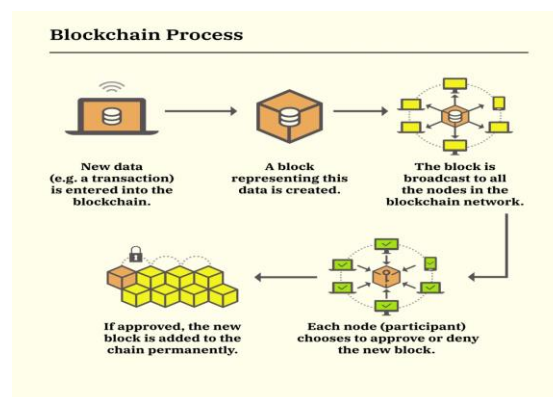 Blockchain Process
New data
(e.g. a transaction)
is entered into the
blockchain.
A block
representing this
data is created.
The block is
broadcast to all
the nodes in the
blockchain network.
If approved, the new
block is added to the
chain permanently.
Each node (participant)
chooses to approve or deny
the new block.